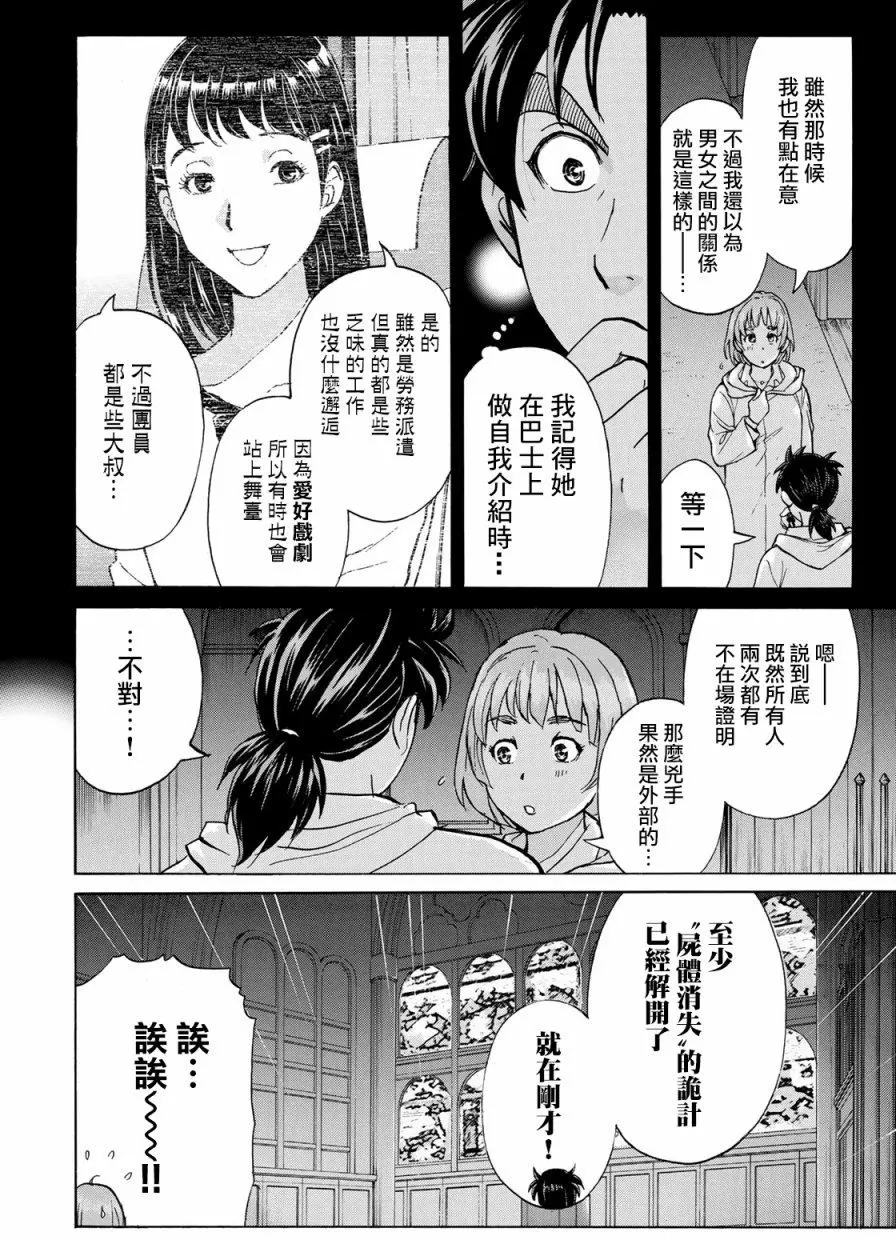 雖然那時候
我也有點在意
不過我還以為
男女之間的關係
就是這樣的——…
等一下
我記得她
在巴士上
做自我介紹時…
是的
雖然是勞務派遣
但真的都是些
乏味的工作
也沒什麼邂逅
因為愛好戲劇
所以有時也會
站上舞臺
不過團員
都是些大叔…
嗯——
說到底
既然所有人
兩次都有
不在場證明
那麼兇手
果然是外部的…
…不對…！
至少
〝屍體消失〞的詭計
已經解開了
就在剛才！
誒…
誒誒～～!!